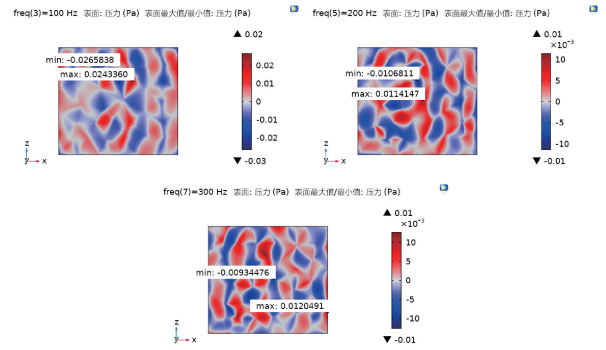 freq(3)=100 Hz 表面: 压力 (Pa) 表面最大值/最小值: 压力 (Pa)
▲ 0.02
min: -0.0265838
max: 0.0243360
0.02
0.01
0
-0.01
-0.02
▼ -0.03
z
y
x
freq(5)=200 Hz 表面: 压力 (Pa) 表面最大值/最小值: 压力 (Pa)
▲ 0.01
×10⁻³
min: -0.0106811
max: 0.0114147
10
5
0
-5
-10
▼ -0.01
z
y
x
freq(7)=300 Hz 表面: 压力 (Pa) 表面最大值/最小值: 压力 (Pa)
▲ 0.01
×10⁻³
min: -0.00934476
max: 0.0120491
10
5
0
-5
-10
▼ -0.01
z
y
x